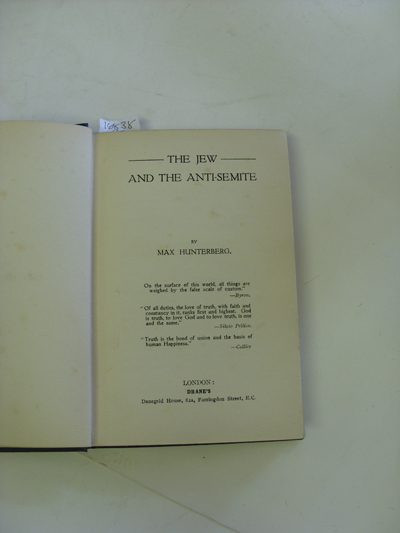 18838
THE JEW
AND THE ANTI-SEMITE
BY
MAX HUNTERBERG.
On the surface of this world, all things are
weighed by the false scale of custom."
—Byron.
"Of all duties, the love of truth, with faith and
constancy in it, ranks first and highest. God
is truth, to love God and to love truth, is one
and the same."
—Silvio Pellico.
"Truth is the bond of union and the basis of
human Happiness."
—Collier
LONDON:
DRANE'S
Danegeld House, 82a, Farringdon Street, E.C.